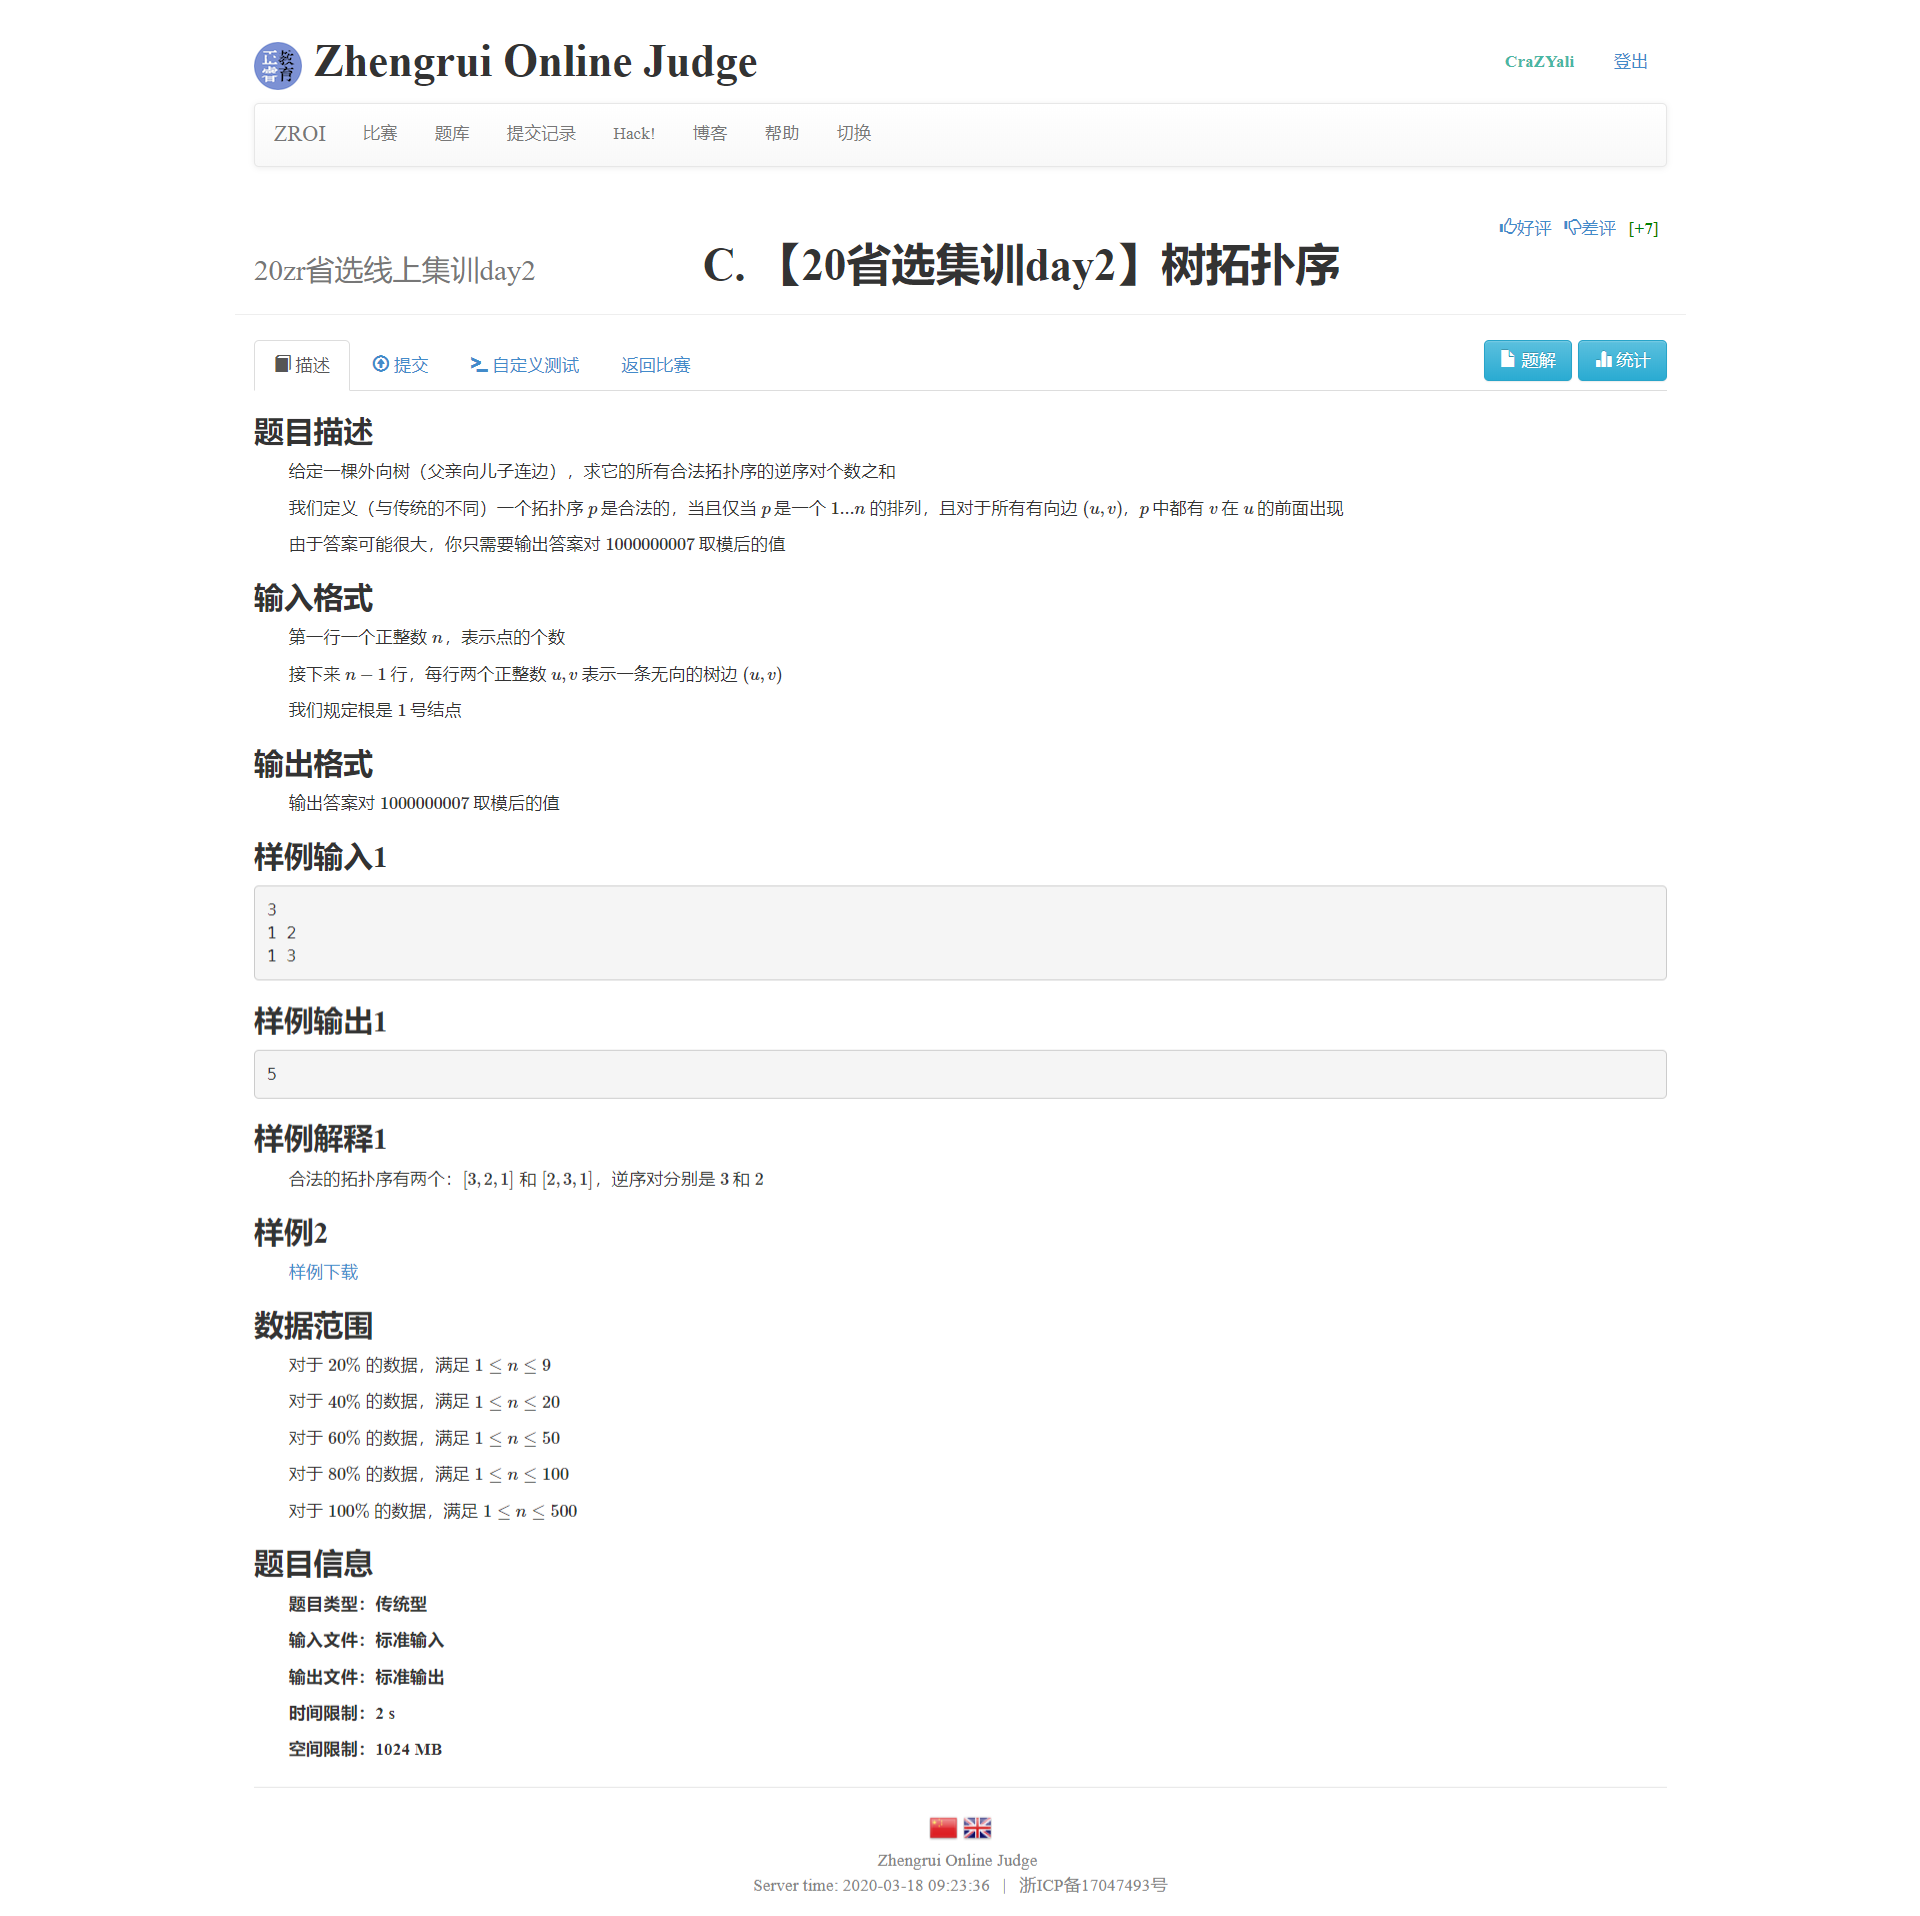 正睿教育
Zhengrui Online Judge
CraZYali 登出
ZROI 比赛 题库 提交记录 Hack! 博客 帮助 切换
好评 差评 [+7]
20zr省选线上集训day2
C. 【20省选集训day2】树拓扑序
描述 提交 自定义测试 返回比赛 题解 统计
题目描述
给定一棵外向树（父亲向儿子连边），求它的所有合法拓扑序的逆序对个数之和
我们定义（与传统的不同）一个拓扑序 p 是合法的，当且仅当 p 是一个 1...n 的排列，且对于所有有向边 (u, v)，p 中都有 v 在 u 的前面出现
由于答案可能很大，你只需要输出答案对 1000000007 取模后的值
输入格式
第一行一个正整数 n，表示点的个数
接下来 n − 1 行，每行两个正整数 u, v 表示一条无向的树边 (u, v)
我们规定根是 1 号结点
输出格式
输出答案对 1000000007 取模后的值
样例输入1
3
1 2
1 3
样例输出1
5
样例解释1
合法的拓扑序有两个：[3, 2, 1] 和 [2, 3, 1]，逆序对分别是 3 和 2
样例2
样例下载
数据范围
对于 20% 的数据，满足 1 ≤ n ≤ 9
对于 40% 的数据，满足 1 ≤ n ≤ 20
对于 60% 的数据，满足 1 ≤ n ≤ 50
对于 80% 的数据，满足 1 ≤ n ≤ 100
对于 100% 的数据，满足 1 ≤ n ≤ 500
题目信息
题目类型：传统型
输入文件：标准输入
输出文件：标准输出
时间限制：2 s
空间限制：1024 MB
Zhengrui Online Judge
Server time: 2020-03-18 09:23:36 | 浙ICP备17047493号